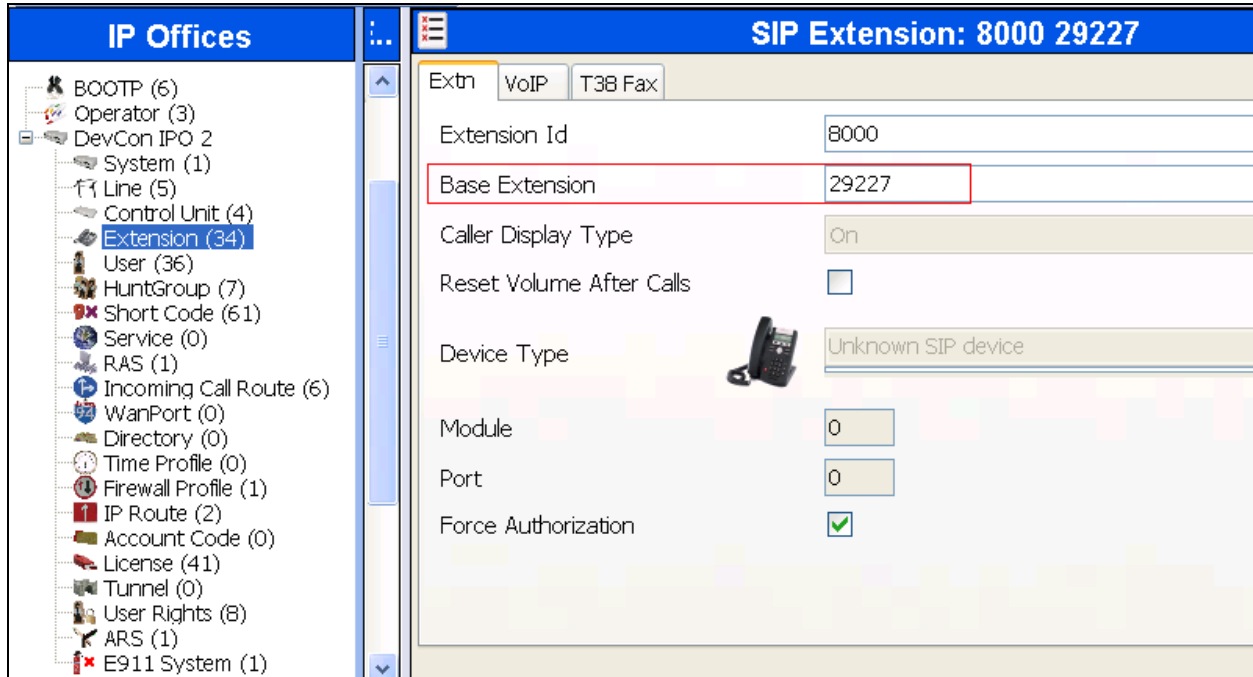 IP Offices
BOOTP (6)
Operator (3)
DevCon IPO 2
System (1)
Line (5)
Control Unit (4)
Extension (34)
User (36)
HuntGroup (7)
Short Code (61)
Service (0)
RAS (1)
Incoming Call Route (6)
WanPort (0)
Directory (0)
Time Profile (0)
Firewall Profile (1)
IP Route (2)
Account Code (0)
License (41)
Tunnel (0)
User Rights (8)
ARS (1)
E911 System (1)
SIP Extension: 8000 29227
Extn VoIP T38 Fax
Extension Id 8000
Base Extension 29227
Caller Display Type On
Reset Volume After Calls
Device Type Unknown SIP device
Module 0
Port 0
Force Authorization